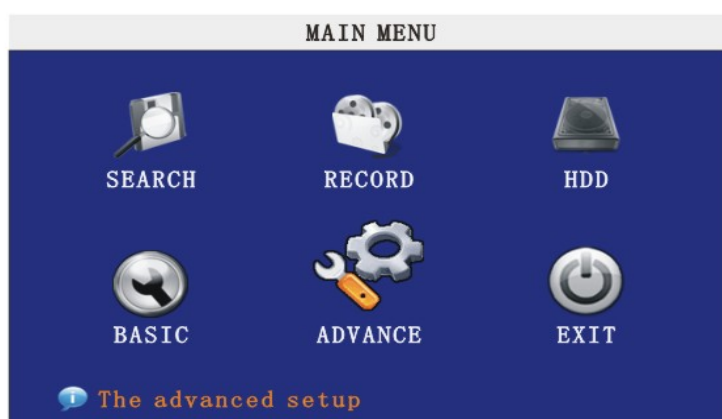 MAIN MENU
SEARCH RECORD HDD
BASIC ADVANCE EXIT
The advanced setup